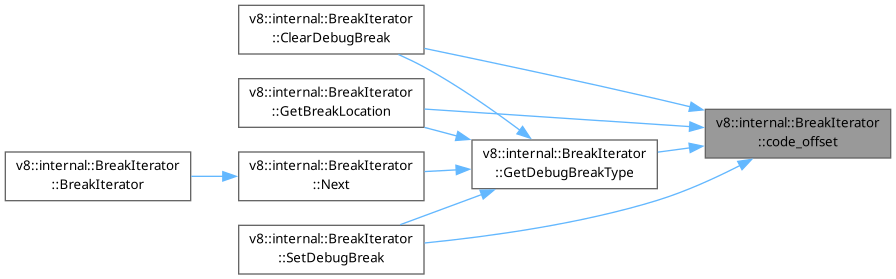 v8::internal::BreakIterator
::ClearDebugBreak
v8::internal::BreakIterator
::GetBreakLocation
v8::internal::BreakIterator
::code_offset
v8::internal::BreakIterator
::GetDebugBreakType
v8::internal::BreakIterator
::BreakIterator
v8::internal::BreakIterator
::Next
v8::internal::BreakIterator
::SetDebugBreak